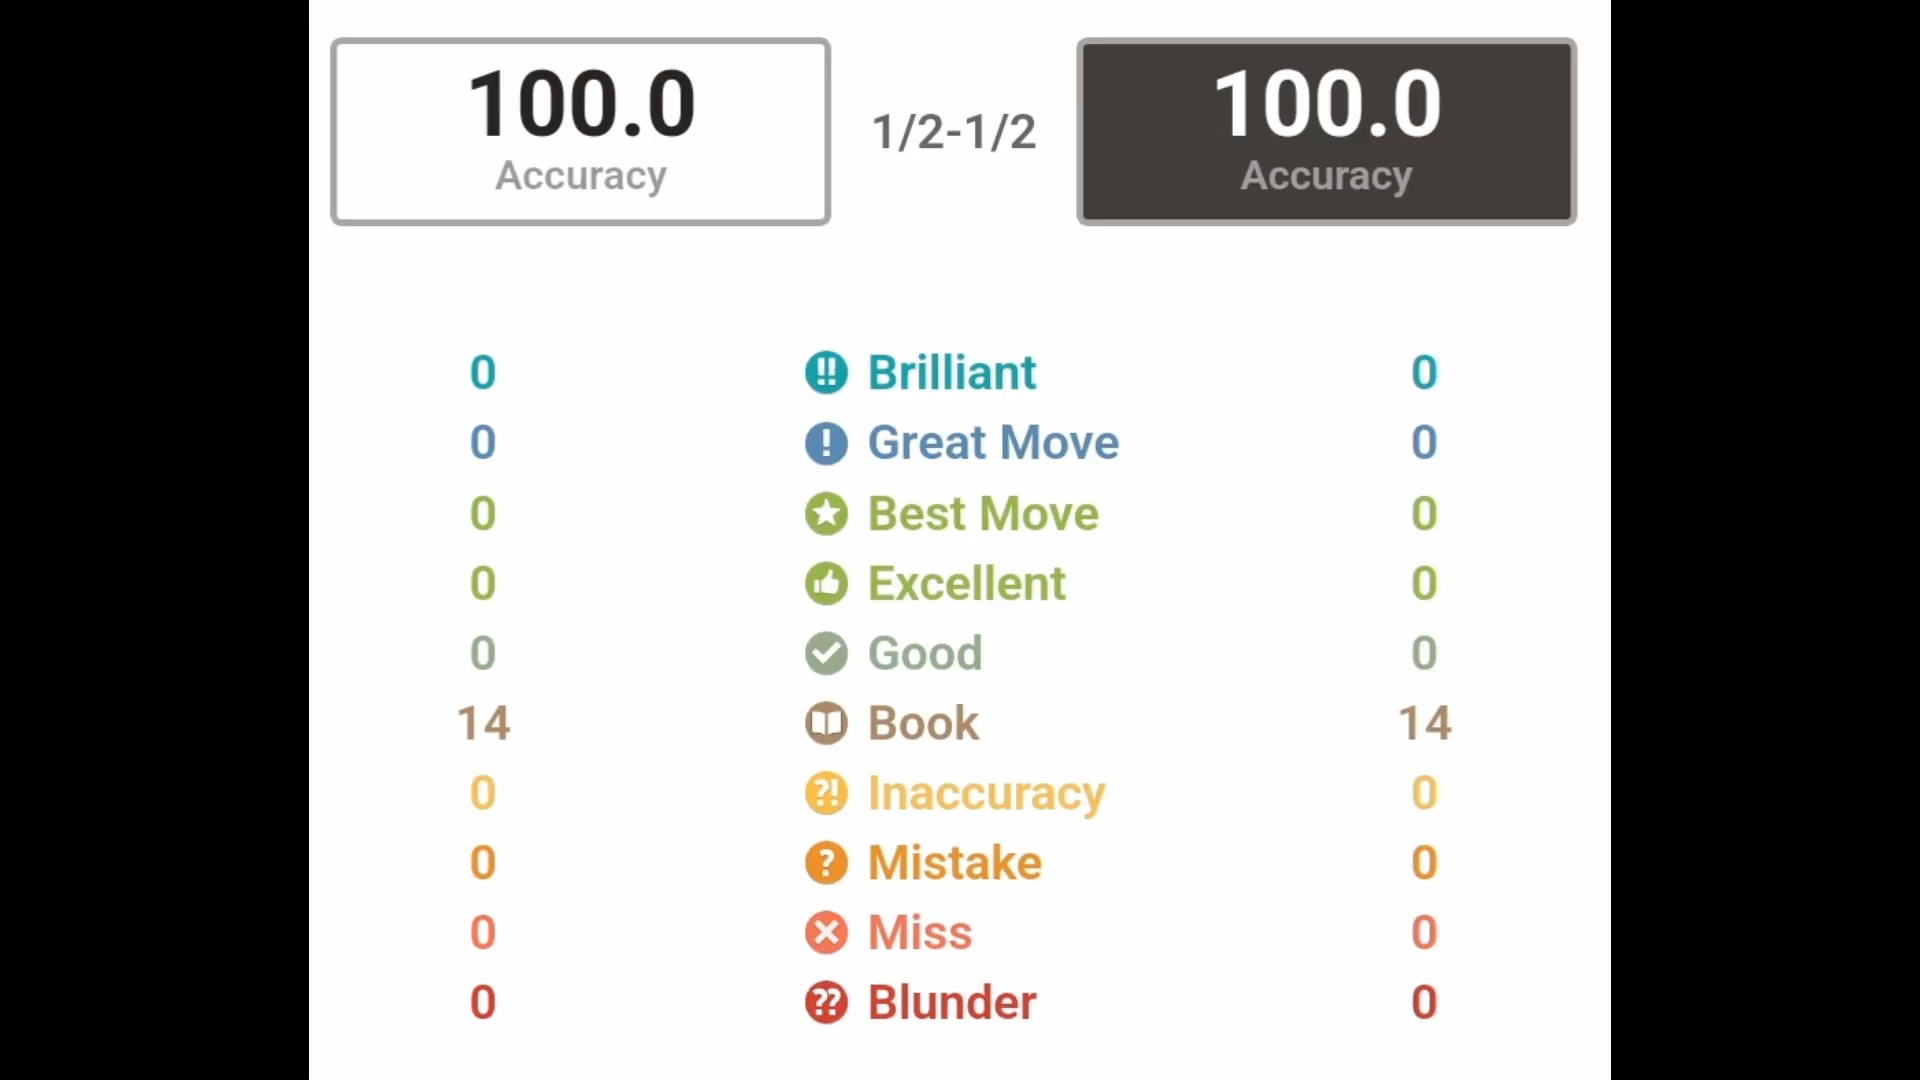 100.0 1/2-1/2 100.0
Accuracy Accuracy
0 !! Brilliant 0
0 ! Great Move 0
0 Best Move 0
0 Excellent 0
0 Good 0
14 Book 14
0 ?! Inaccuracy 0
0 ? Mistake 0
0 Miss 0
0 ?? Blunder 0